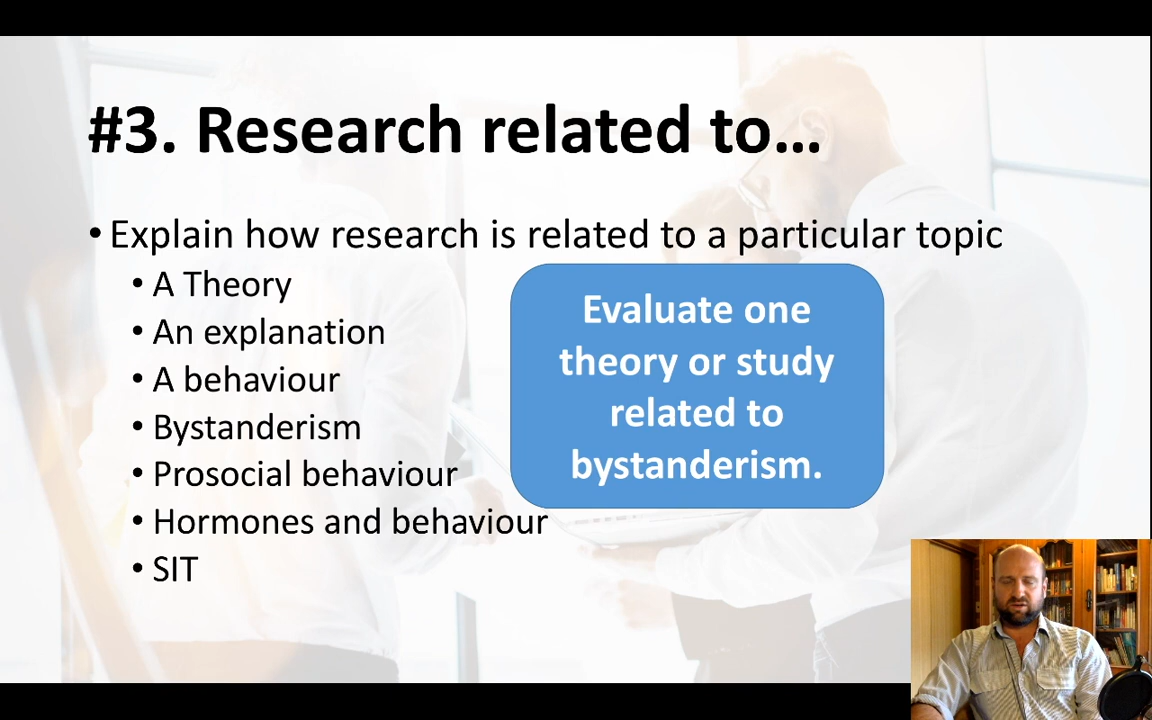 #3. Research related to...
• Explain how research is related to a particular topic
• A Theory
• An explanation
• A behaviour
• Bystanderism
• Prosocial behaviour
• Hormones and behaviour
• SIT
Evaluate one
theory or study
related to
bystanderism.